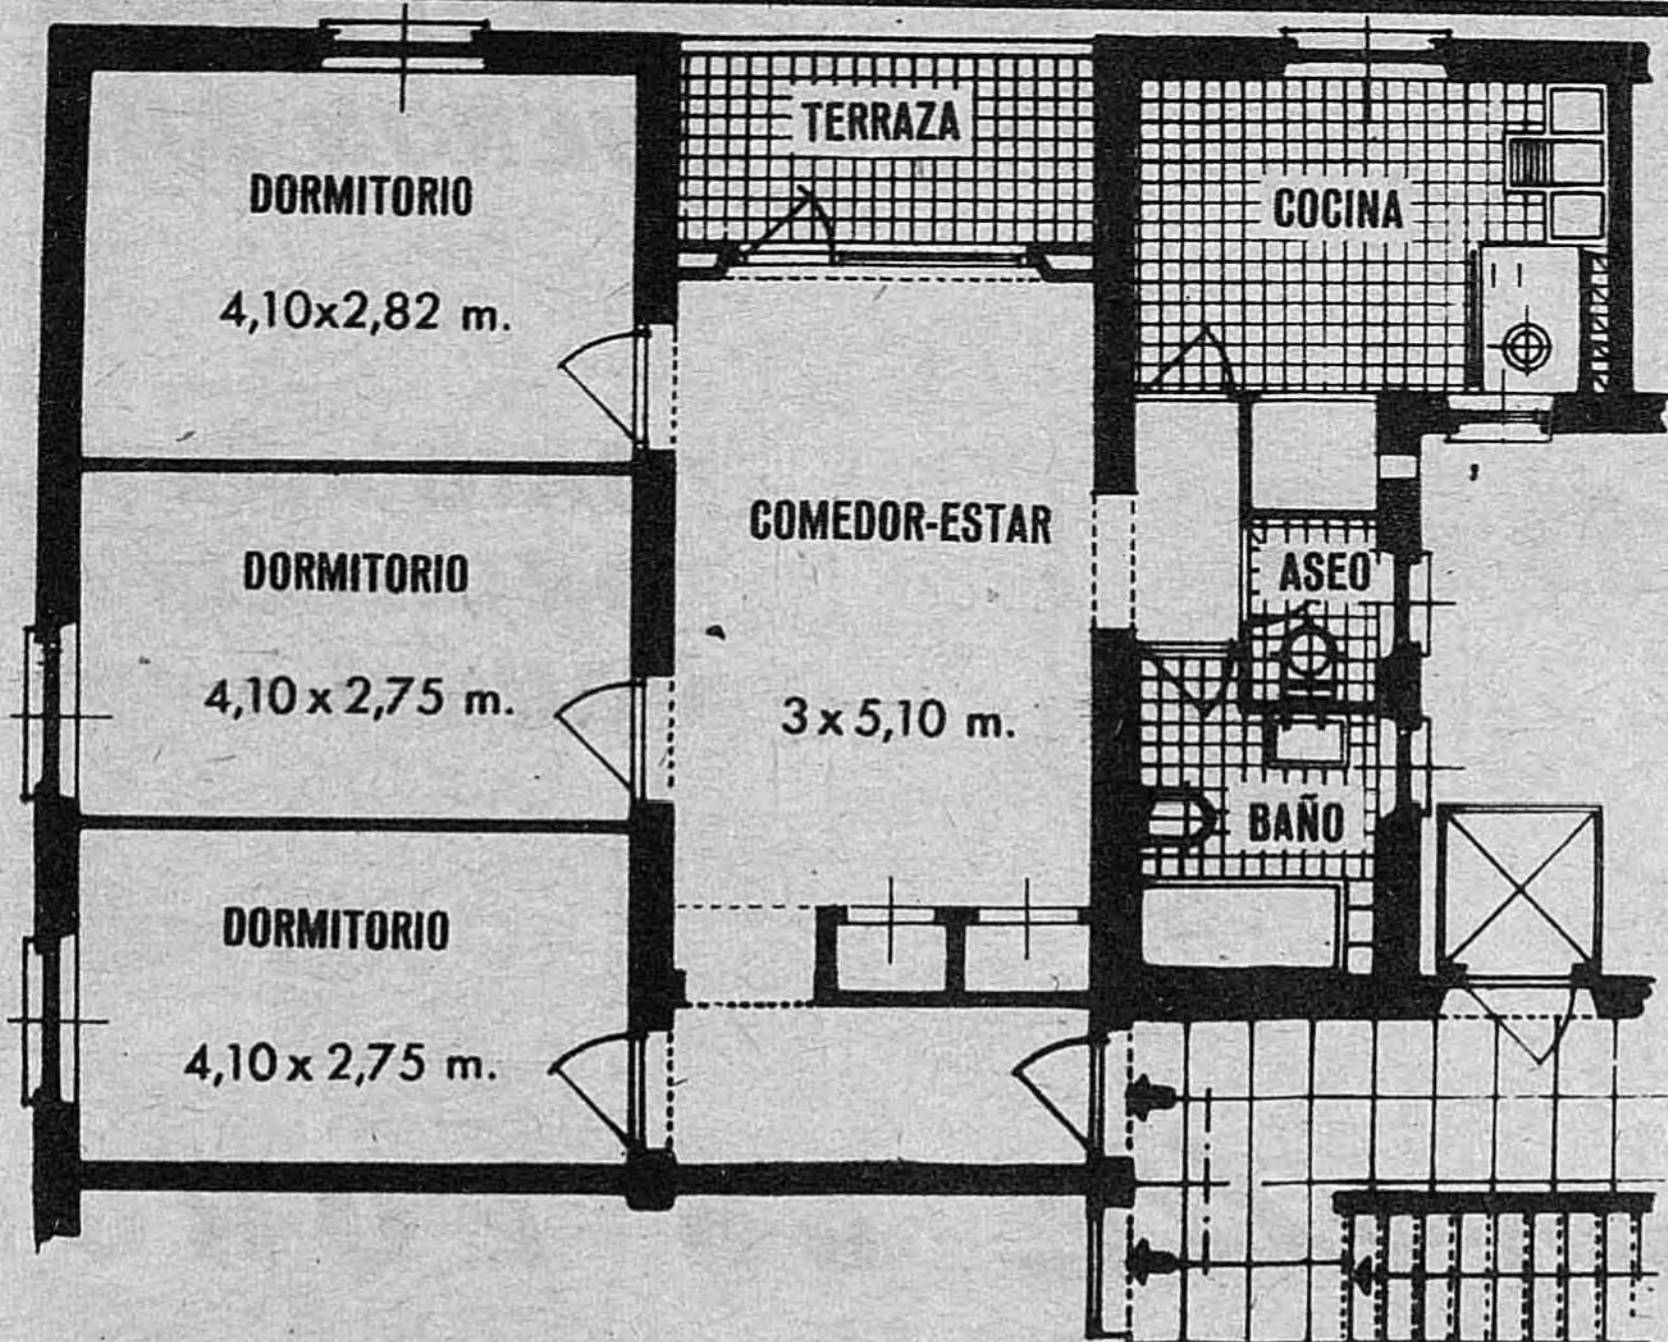 TERRAZA
DORMITORIO
4,10x2,82 m.
COCINA
COMEDOR-ESTAR
3 x 5,10 m.
DORMITORIO
4,10 x 2,75 m.
ASEO
BAÑO
DORMITORIO
4,10 x 2,75 m.